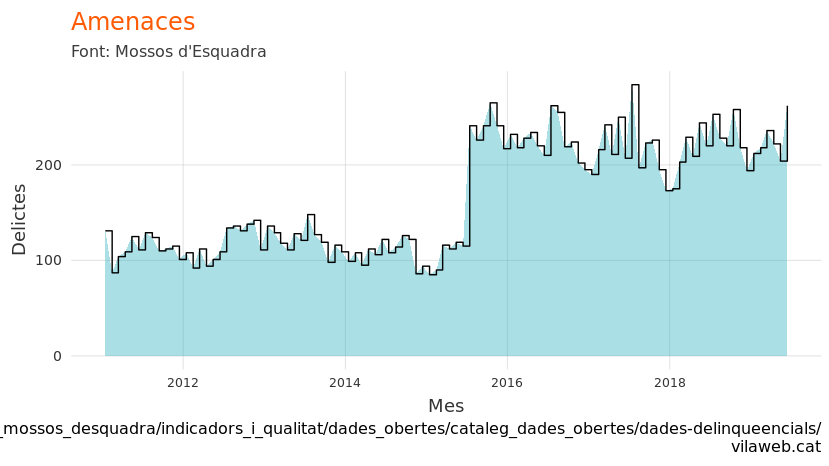 Amenaces
Font: Mossos d'Esquadra
Delictes
200
100
0
2012 2014 2016 2018
Mes
_mossos_desquadra/indicadors_i_qualitat/dades_obertes/cataleg_dades_obertes/dades-delinqueencials/
vilaweb.cat